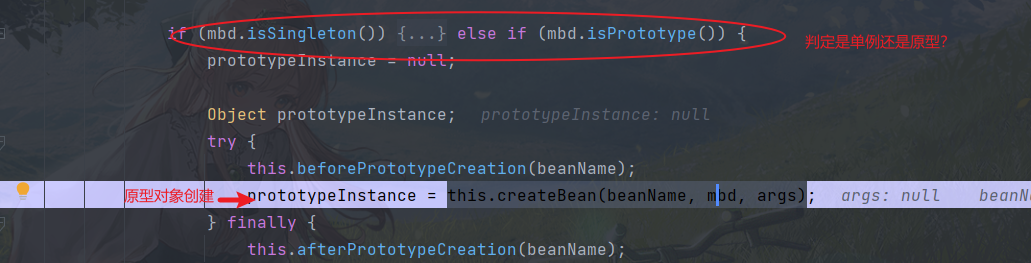 if (mbd.isSingleton()) {...} else if (mbd.isPrototype()) {
判定是单例还是原型？
prototypeInstance = null;
Object prototypeInstance; prototypeInstance: null
try {
this.beforePrototypeCreation(beanName);
原型对象创建
prototypeInstance = this.createBean(beanName, mbd, args); args: null beanN
} finally {
this.afterPrototypeCreation(beanName);